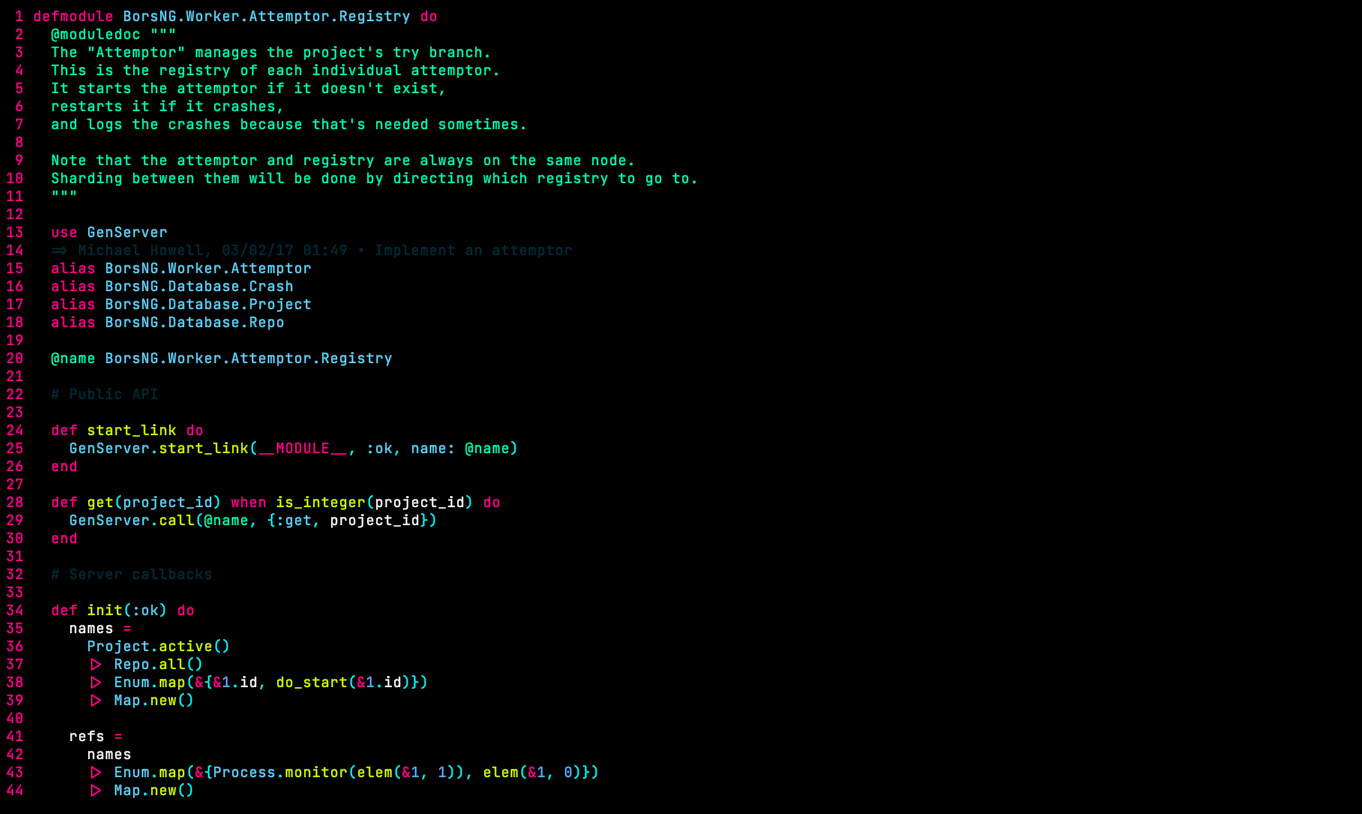 1 defmodule BorsNG.Worker.Attemptor.Registry do
2 @moduledoc """
3 The "Attemptor" manages the project's try branch.
4 This is the registry of each individual attemptor.
5 It starts the attemptor if it doesn't exist,
6 restarts it if it crashes,
7 and logs the crashes because that's needed sometimes.
8
9 Note that the attemptor and registry are always on the same node.
10 Sharding between them will be done by directing which registry to go to.
11 """
12
13 use GenServer
14 => Michael Howell, 03/02/17 01:49 · Implement an attemptor
15 alias BorsNG.Worker.Attemptor
16 alias BorsNG.Database.Crash
17 alias BorsNG.Database.Project
18 alias BorsNG.Database.Repo
19
20 @name BorsNG.Worker.Attemptor.Registry
21
22 # Public API
23
24 def start_link do
25 GenServer.start_link(__MODULE__, :ok, name: @name)
26 end
27
28 def get(project_id) when is_integer(project_id) do
29 GenServer.call(@name, {:get, project_id})
30 end
31
32 # Server callbacks
33
34 def init(:ok) do
35 names =
36 Project.active()
37 |> Repo.all()
38 |> Enum.map(&{&1.id, do_start(&1.id)})
39 |> Map.new()
40
41 refs =
42 names
43 |> Enum.map(&{Process.monitor(elem(&1, 1)), elem(&1, 0)})
44 |> Map.new()